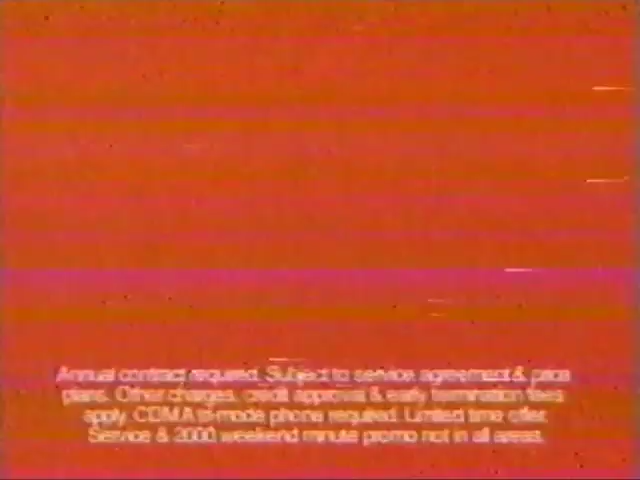 Annual contract required. Subject to service agreement & price
plans. Other charges, credit approval & early termination fees
apply. CDMA tri-mode phone required. Limited time offer.
Service & 2000 weekend minute promo not in all areas.